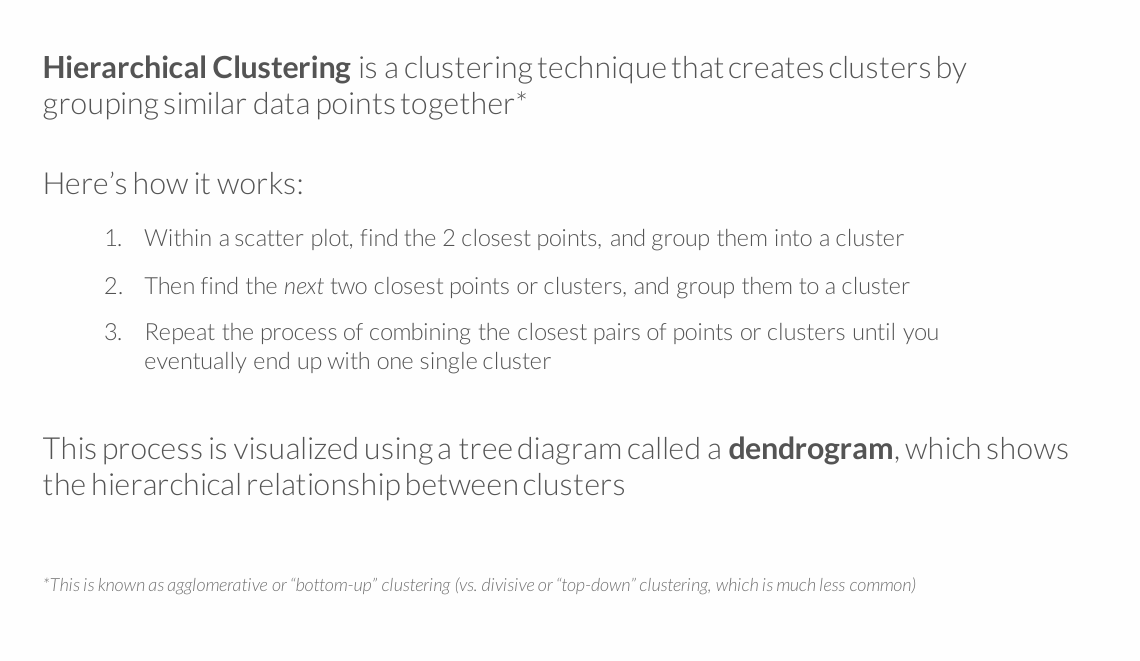 Hierarchical Clustering is a clustering technique that creates clusters by
grouping similar data points together*
Here’s how it works:
1. Within a scatter plot, find the 2 closest points, and group them into a cluster
2. Then find the next two closest points or clusters, and group them to a cluster
3. Repeat the process of combining the closest pairs of points or clusters until you
eventually end up with one single cluster
This process is visualized using a tree diagram called a dendrogram, which shows
the hierarchical relationship between clusters
*This is known as agglomerative or “bottom-up” clustering (vs. divisive or “top-down” clustering, which is much less common)